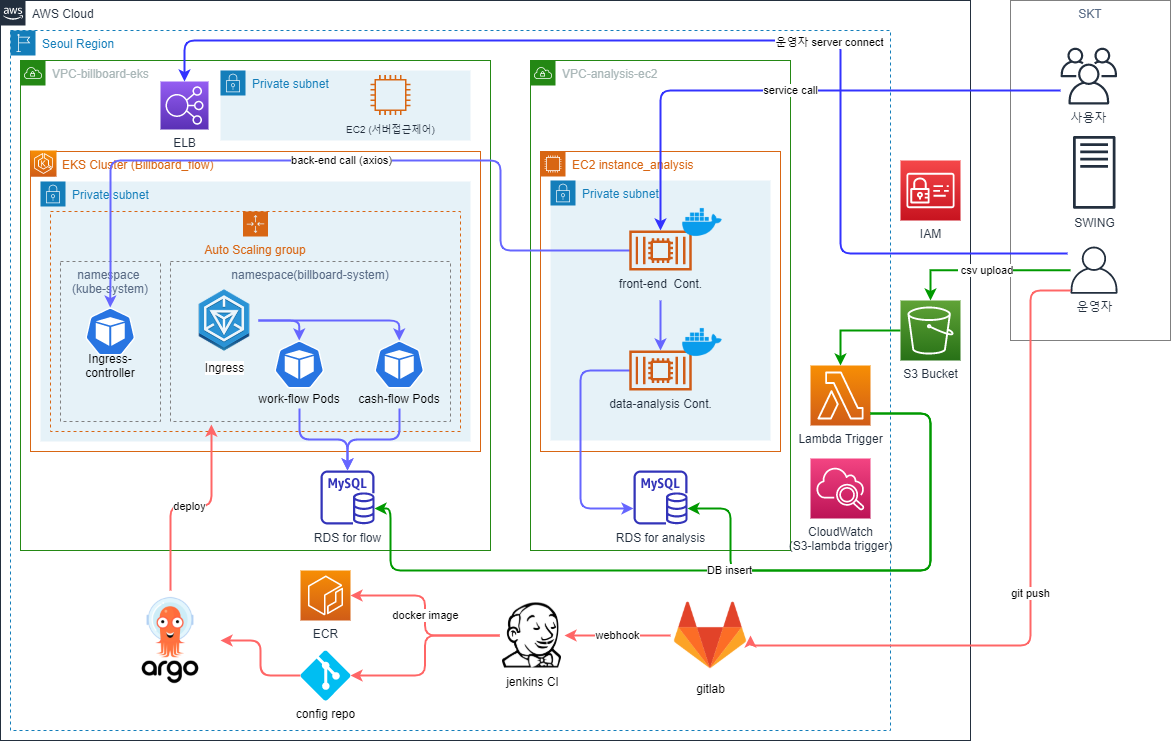 aws
AWS Cloud
SKT
Seoul Region
운영자 server connect
VPC-billboard-eks
VPC-analysis-ec2
Private subnet
service call
EC2 (서버접근제어)
사용자
ELB
EKS Cluster (Billboard_flow)
back-end call (axios)
EC2 instance_analysis
Private subnet
Private subnet
SWING
IAM
Auto Scaling group
namespace
(kube-system)
namespace(billboard-system)
csv upload
front-end Cont.
운영자
Ingress-
controller
Ingress
S3 Bucket
work-flow Pods
cash-flow Pods
data-analysis Cont.
Lambda Trigger
MySQL
MySQL
deploy
RDS for flow
RDS for analysis
CloudWatch
(S3-lambda trigger)
DB insert
git push
docker image
ECR
webhook
argo
jenkins CI
gitlab
config repo